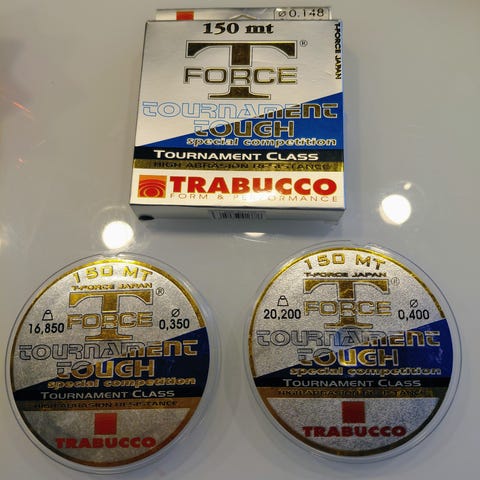 Ø 0.148
150 mt
T-FORCE JAPAN
T
FORCE®
TOURNAMENT
TOUGH
special competition
TOURNAMENT CLASS
HIGH ABRASION RESISTANCE
TRABUCCO
FORM & PERFORMANCE
150 MT
T-FORCE JAPAN
T®
FORCE
16,850
Ø
0,350
TOURNAMENT
TOUGH
special competition
TOURNAMENT CLASS
HIGH ABRASION RESISTANCE
TRABUCCO
150 MT
T-FORCE JAPAN
T®
FORCE
20,200
Ø
0,400
TOURNAMENT
TOUGH
special competition
TOURNAMENT CLASS
HIGH ABRASION RESISTANCE
TRABUCCO